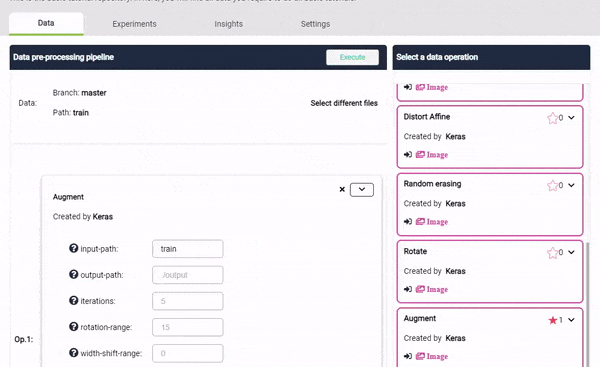 Data Experiments Insights Settings
Data pre-processing pipeline
Execute
Data:
Branch: master
Path: train
Select different files
Augment
Created by Keras
input-path: train
output-path: ./output
iterations: 5
rotation-range: 15
Op.1:
width-shift-range: 0
Select a data operation
Image
Distort Affine 0
Created by Keras
Image
Random erasing 0
Created by Keras
Image
Rotate 0
Created by Keras
Image
Augment 1
Created by Keras
Image